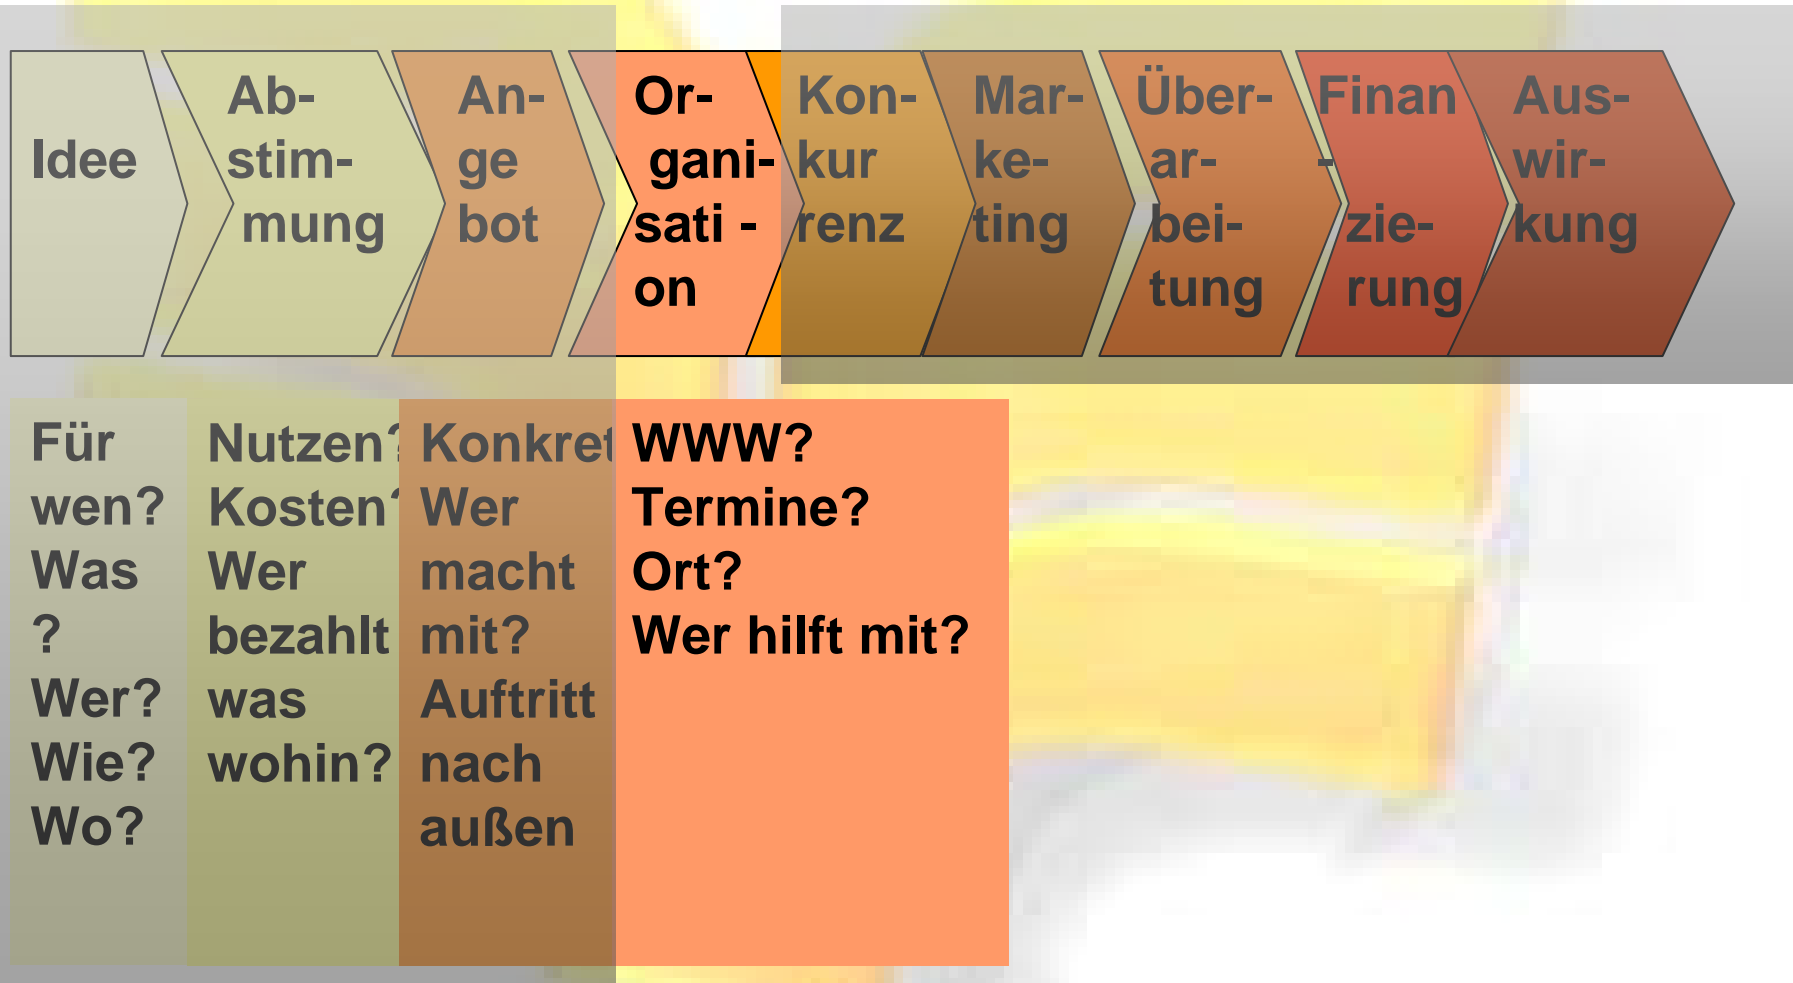 Idee
Ab-
stim-
mung
An-
ge
bot
Or-
gani-
sati -
on
Kon-
kur
renz
Mar-
ke-
ting
Über-
ar-
bei-
tung
Finan
-
zie-
rung
Aus-
wir-
kung
Für
wen?
Was
?
Wer?
Wie?
Wo?
Nutzen?
Kosten?
Wer
bezahlt
was
wohin?
Konkret
Wer
macht
mit?
Auftritt
nach
außen
WWW?
Termine?
Ort?
Wer hilft mit?